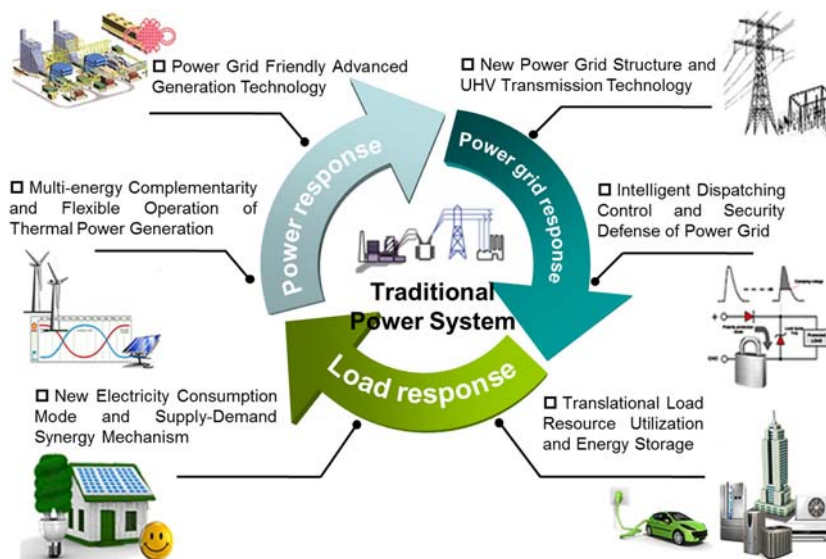 Power Grid Friendly Advanced
Generation Technology
New Power Grid Structure and
UHV Transmission Technology
Power response
Power grid response
Multi-energy Complementarity
and Flexible Operation of
Thermal Power Generation
Intelligent Dispatching
Control and Security
Defense of Power Grid
Traditional
Power System
Load response
New Electricity Consumption
Mode and Supply-Demand
Synergy Mechanism
Translational Load
Resource Utilization
and Energy Storage